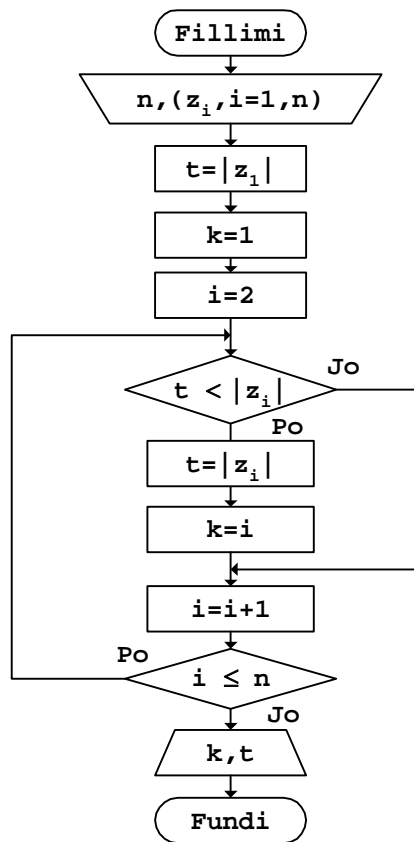 Fillimi
n,(zᵢ,i=1,n)
t=|z₁|
k=1
i=2
t < |zᵢ|
Jo
Po
t=|zᵢ|
k=i
i=i+1
Po
i ≤ n
Jo
k,t
Fundi